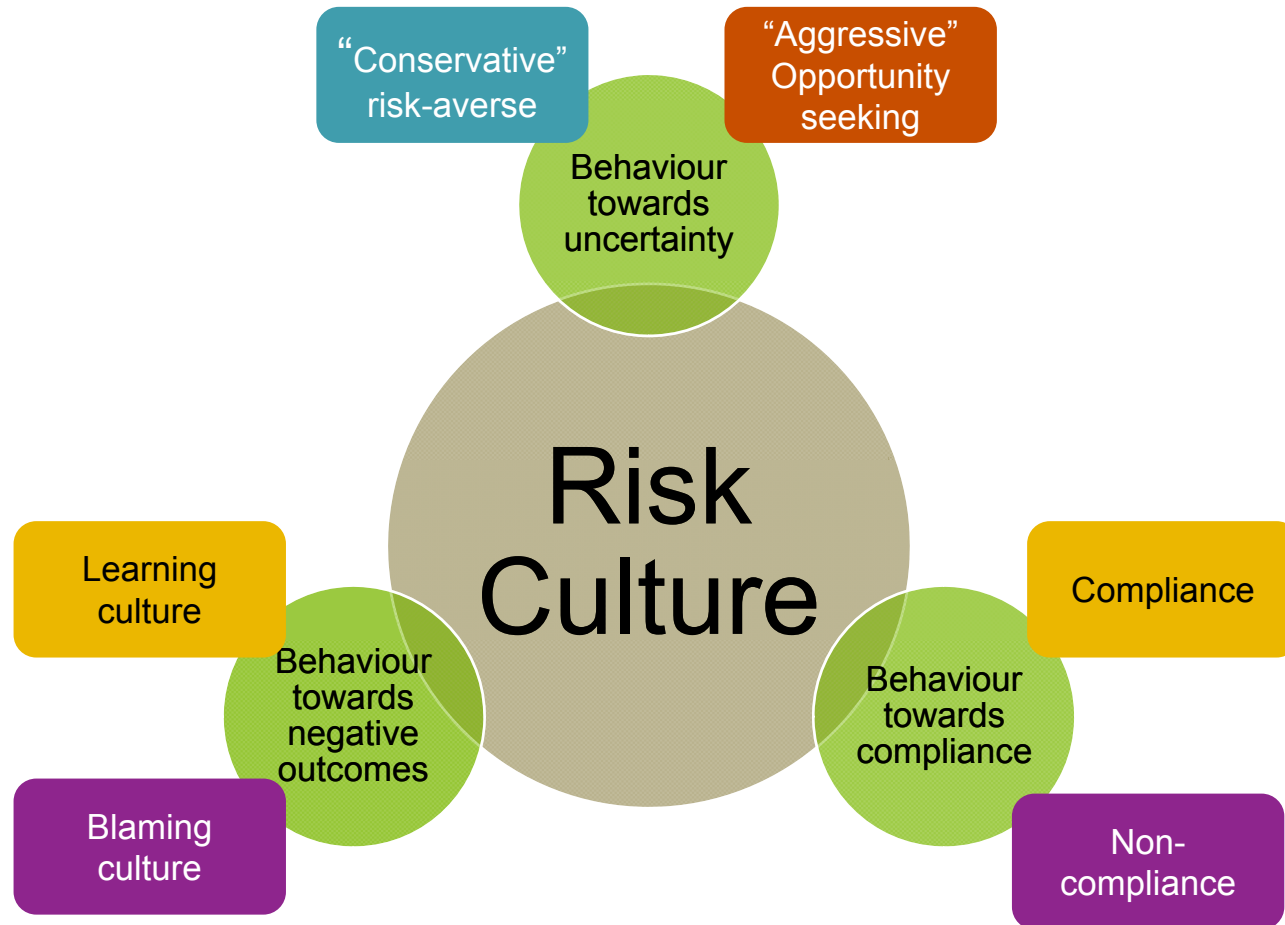 “Conservative”
risk-averse
“Aggressive”
Opportunity
seeking
Behaviour
towards
uncertainty
Risk
Culture
Learning
culture
Behaviour
towards
negative
outcomes
Blaming
culture
Compliance
Behaviour
towards
compliance
Non-
compliance